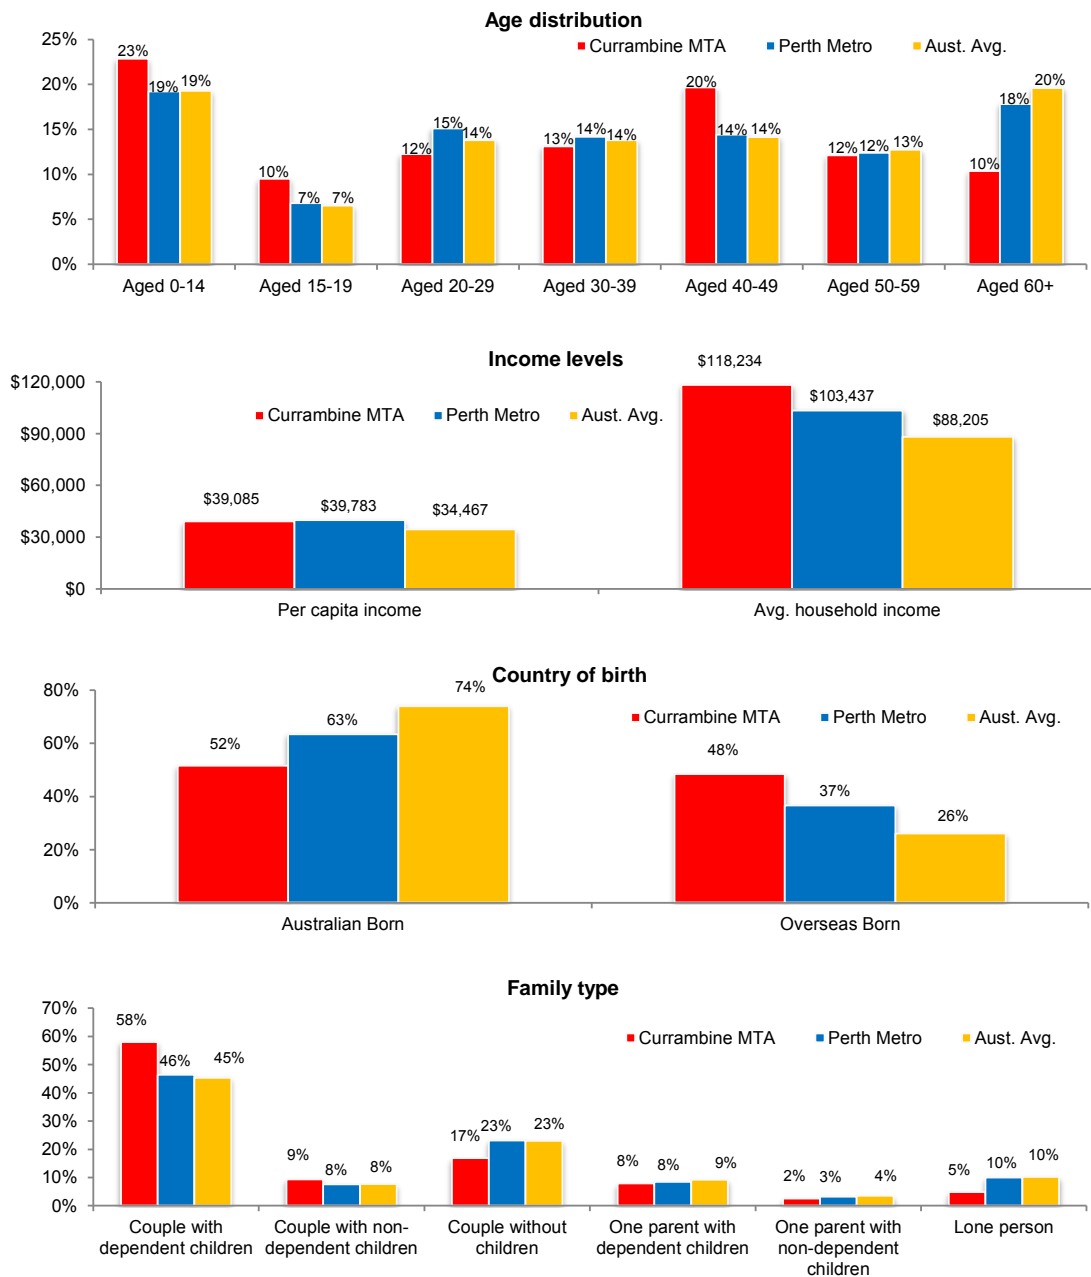 Age distribution
25%
20%
15%
10%
5%
0%
Currambine MTA
Perth Metro
Aust. Avg.
23%
19%
19%
10%
7%
7%
12%
15%
14%
13%
14%
14%
20%
14%
14%
12%
12%
13%
10%
18%
20%
Aged 0-14
Aged 15-19
Aged 20-29
Aged 30-39
Aged 40-49
Aged 50-59
Aged 60+
Income levels
$120,000
$90,000
$60,000
$30,000
$0
Currambine MTA
Perth Metro
Aust. Avg.
$39,085
$39,783
$34,467
$118,234
$103,437
$88,205
Per capita income
Avg. household income
Country of birth
80%
60%
40%
20%
0%
Currambine MTA
Perth Metro
Aust. Avg.
52%
63%
74%
48%
37%
26%
Australian Born
Overseas Born
Family type
70%
60%
50%
40%
30%
20%
10%
0%
Currambine MTA
Perth Metro
Aust. Avg.
58%
46%
45%
9%
8%
8%
17%
23%
23%
8%
8%
9%
2%
3%
4%
5%
10%
10%
Couple with
dependent children
Couple with non-
dependent children
Couple without
children
One parent with
dependent children
One parent with
non-dependent
children
Lone person